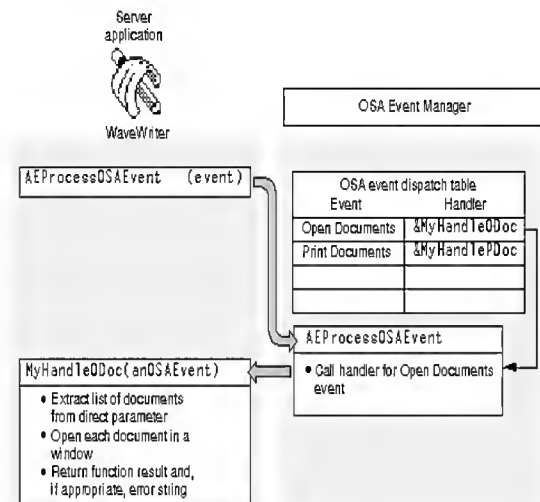 Server
application
WaveWriter
OSA Event Manager
AEProcessOSAEvent (event)
OSA event dispatch table
Event Handler
Open Documents &MyHandleODoc
Print Documents &MyHandlePDoc
AEProcessOSAEvent
• Call handler for Open Documents
event
MyHandleODoc(anOSAEvent)
• Extract list of documents
from direct parameter
• Open each document in a
window
• Return function result and,
if appropriate, error string